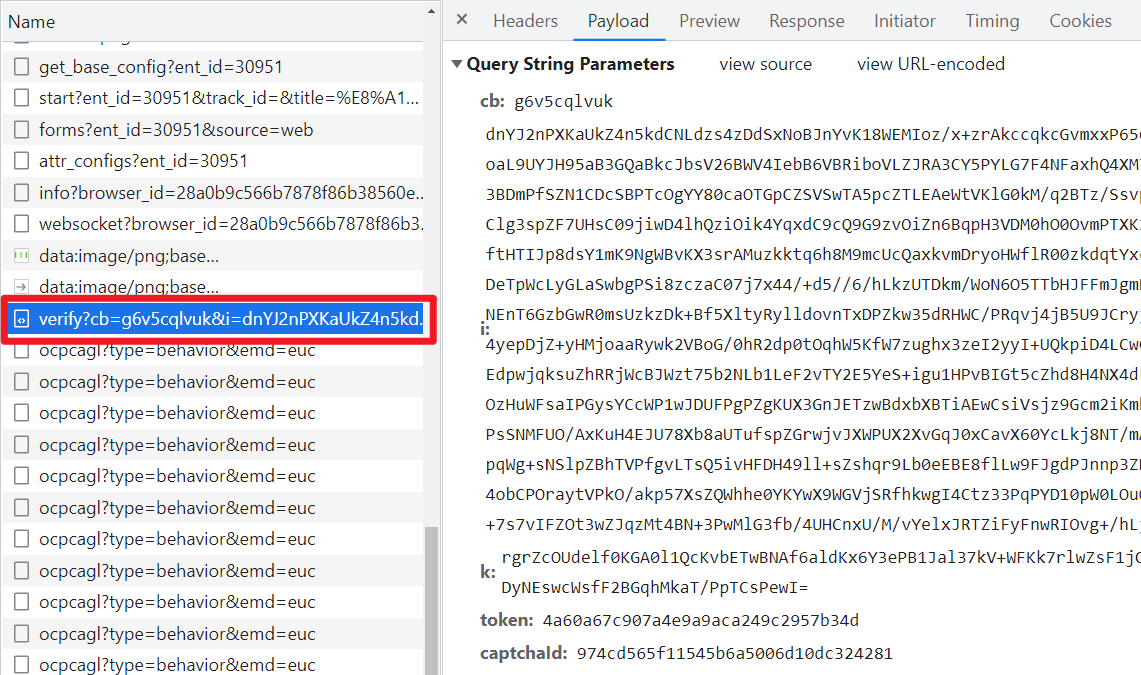 Name
get_base_config?ent_id=30951
start?ent_id=30951&track_id=&title=%E8%A1...
forms?ent_id=30951&source=web
attr_configs?ent_id=30951
info?browser_id=28a0b9c566b7878f86b38560e...
websocket?browser_id=28a0b9c566b7878f86b3...
data:image/png;base...
data:image/png;base...
verify?cb=g6v5cqlvuk&i=dnYJ2nPXKaUkZ4n5kd...
ocpcagl?type=behavior&emd=euc
ocpcagl?type=behavior&emd=euc
ocpcagl?type=behavior&emd=euc
ocpcagl?type=behavior&emd=euc
ocpcagl?type=behavior&emd=euc
ocpcagl?type=behavior&emd=euc
ocpcagl?type=behavior&emd=euc
ocpcagl?type=behavior&emd=euc
ocpcagl?type=behavior&emd=euc
ocpcagl?type=behavior&emd=euc
ocpcagl?type=behavior&emd=euc
Headers Payload Preview Response Initiator Timing Cookies
Query String Parameters view source view URL-encoded
cb: g6v5cqlvuk
dnYJ2nPXKaUkZ4n5kdCNLdzs4zDdSxNoBJnYvK18WEMIoz/x+zrAkccqkcGvmxxP65
oaL9UYJH95aB3GQaBkcJbsV26BWV4IebB6VBRiboVLZJRA3CY5PYLG7F4NFaxhQ4XM
3BDmPfSZN1CDcSBPTcOgYY80caOTGpCZSVSwTA5pcZTLEAeWtVKlG0kM/q2BTz/Ssv
Clg3spZF7UHsC09jiwD4lhQziOik4YqxdC9cQ9G9zvOiZn6BqpH3VDM0hO0OvmPTXK
ftHTIJp8dsY1mK9NgWBvKX3srAMuzkktq6h8M9mcUcQaxkvmDryoHWflR00zkdqtYx
DeTpWcLyGLaSwbgPSi8zczaC07j7x44/+d5//6/hLkzUTDkm/WoN6O5TTbHJFFmJgm
i:
NEnT6GzbGwR0msUzkzDk+Bf5XltyRylldovnTxDPZkw35dRHWC/PRqvj4jB5U9JCry
4yepDjZ+yHMjoaaRywk2VBoG/0hR2dp0tOqhW5KfW7zughx3zeI2yyI+UQkpiD4LCw
EdpwjqksuZhRRjWcBJWzt75b2NLb1LeF2vTY2E5YeS+igu1HPvBIGt5cZhd8H4NX4d
OzHuWFsaIPGysYCcWP1wJDUFPgPZgKUX3GnJETzwBdxbXBTiAEwCsiVsjz9Gcm2iKm
PsSNMFUO/AxKuH4EJU78Xb8aUTufspZGrwjvJXWPUX2XvGqJ0xCavX60YcLkj8NT/m
pqWg+sNSlpZBhTVPfgvLTsQ5ivHFDH49ll+sZshqr9Lb0eEBE8flLw9FJgdPJnnp3Z
4obCPOraytVPkO/akp57XsZQWhhe0YKYwX9WGVjSRfhkwgI4Ctz33PqPYD10pW0LOu
+7s7vIFZOt3wZJqzMt4BN+3PwMlG3fb/4UHCnxU/M/vYelxJRTZiFyFnwRIOvg+/hL
k:
rgrZcOUdelf0KGA0l1QcKvbETwBNAf6aldKx6Y3ePB1Jal37kV+WFKk7rlwZsF1j
DyNEswcWsfF2BGqhMkaT/PpTCsPewI=
token: 4a60a67c907a4e9a9aca249c2957b34d
captchaId: 974cd565f11545b6a5006d10dc324281